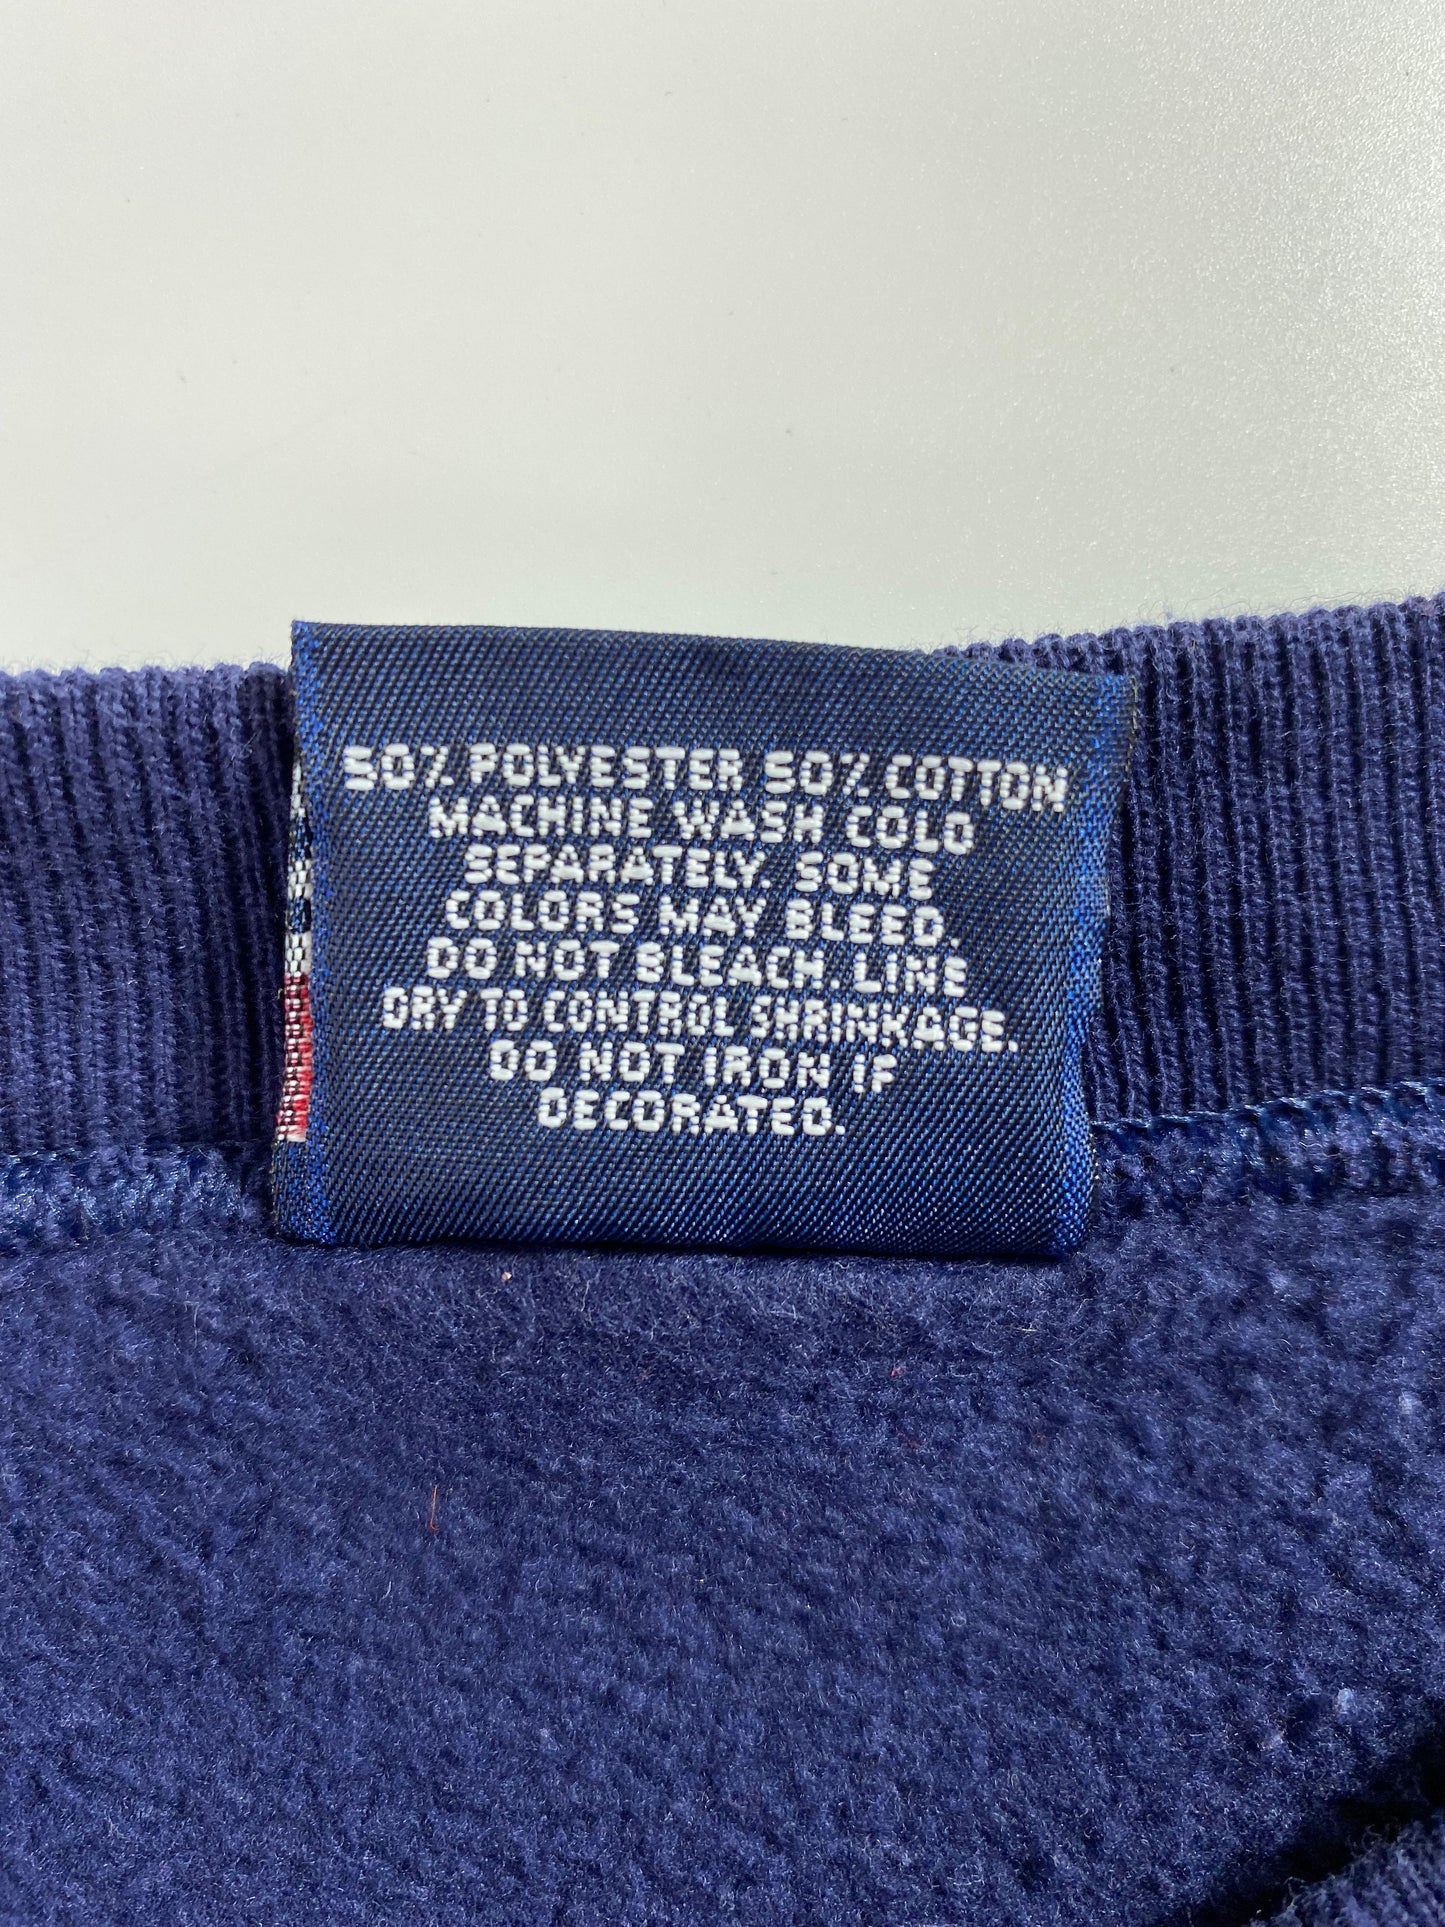 50% POLYESTER 50% COTTON
MACHINE WASH COLD
SEPARATELY. SOME
COLORS MAY BLEED.
DO NOT BLEACH. LINE
DRY TO CONTROL SHRINKAGE.
DO NOT IRON IF
DECORATED.